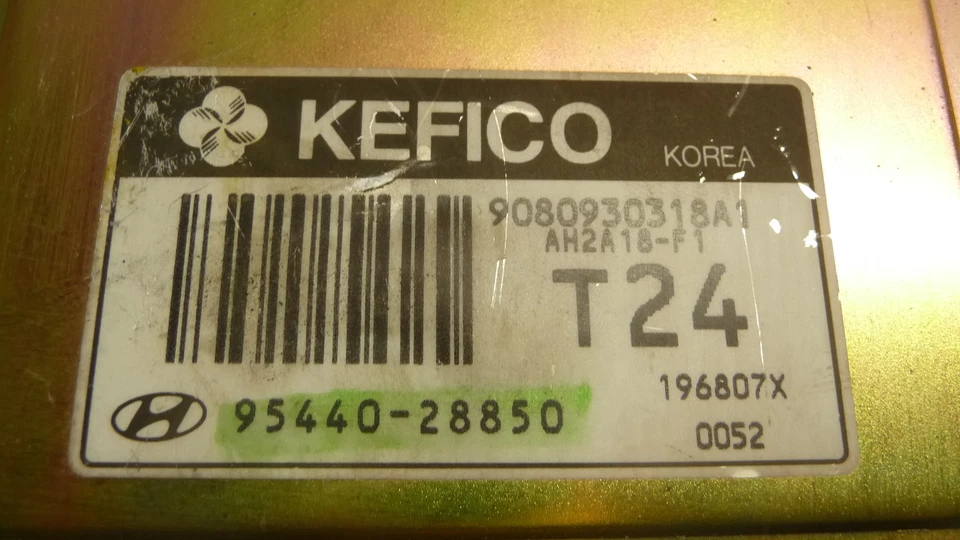 KEFICO
KOREA
9080930318A1
AH2A18-F1
T24
196807X
95440-28850
0052